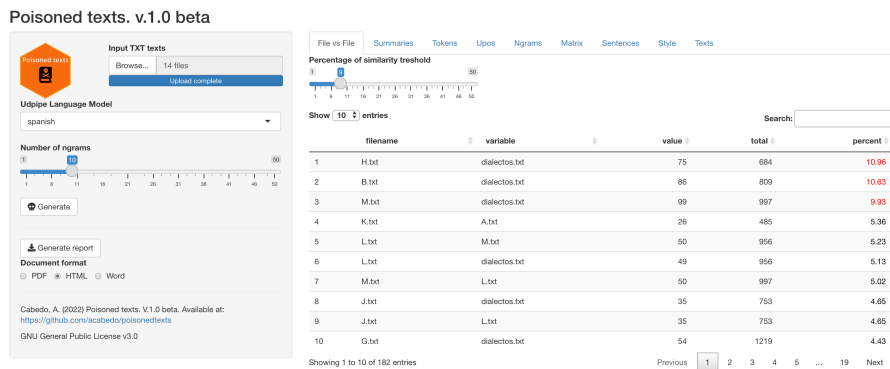 Poisoned texts. v.1.0 beta
Poisoned texts
Input TXT texts
Browse... 14 files
Upload complete
Udpipe Language Model
spanish
Number of ngrams
1 10 50
1 6 11 16 21 26 31 36 41 46 50
Generate
Generate report
Document format
PDF HTML Word
Cabedo, A. (2022) Poisoned texts. V.1.0 beta. Available at:
https://github.com/acabedo/poisonedtexts
GNU General Public License v3.0
File vs File Summaries Tokens Upos Ngrams Matrix Sentences Style Texts
Percentage of similarity treshold
1 9 50
1 6 11 16 21 26 31 36 41 46 50
Show 10 entries
Search:
filename variable value total percent
1 H.txt dialectos.txt 75 684 10.96
2 B.txt dialectos.txt 86 809 10.63
3 M.txt dialectos.txt 99 997 9.93
4 K.txt A.txt 26 485 5.36
5 L.txt M.txt 50 956 5.23
6 L.txt dialectos.txt 49 956 5.13
7 M.txt L.txt 50 997 5.02
8 J.txt dialectos.txt 35 753 4.65
9 J.txt L.txt 35 753 4.65
10 G.txt dialectos.txt 54 1219 4.43
Showing 1 to 10 of 182 entries
Previous 1 2 3 4 5 ... 19 Next